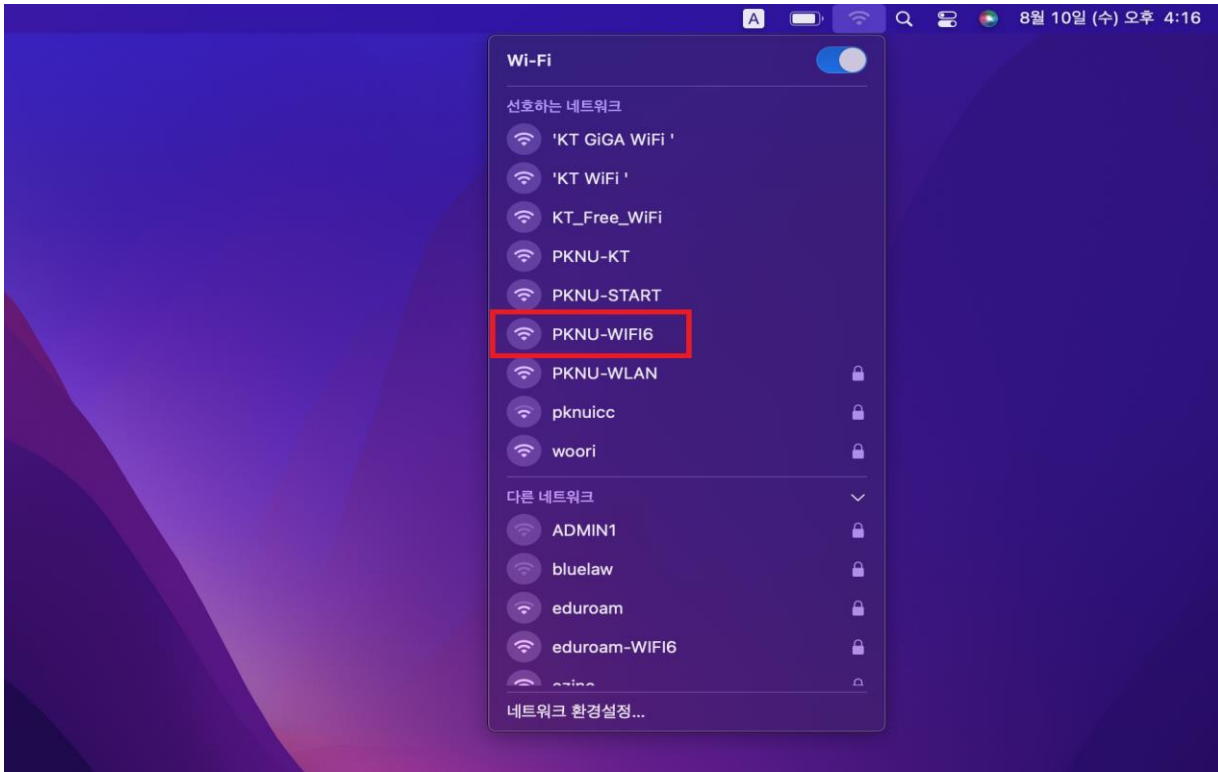 A 8월 10일 (수) 오후 4:16
Wi-Fi
선호하는 네트워크
'KT GiGA WiFi '
'KT WiFi '
KT_Free_WiFi
PKNU-KT
PKNU-START
PKNU-WIFI6
PKNU-WLAN
pknuicc
woori
다른 네트워크
ADMIN1
bluelaw
eduroam
eduroam-WIFI6
네트워크 환경설정...